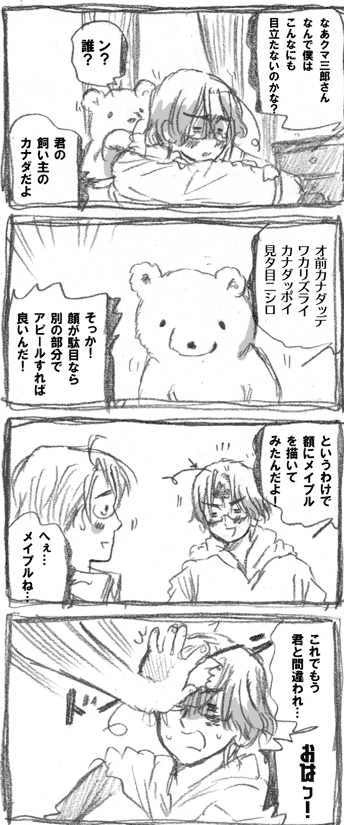 なあクマ三郎さん
なんで僕は
こんなにも
目立たないのかな?
ン?
誰?
君の
飼い主の
カナダだよ
オ前カナダッテ
ワカリズライ
カナダッポイ
見タ目ニシロ
そっか!
顔が駄目なら
別の部分で
アピールすれば
良いんだ!
というわけで
額にメイプル
を描いて
みたんだよー
へぇ…
メイプルね…
これでもう
君と間違われ…
おはつー!